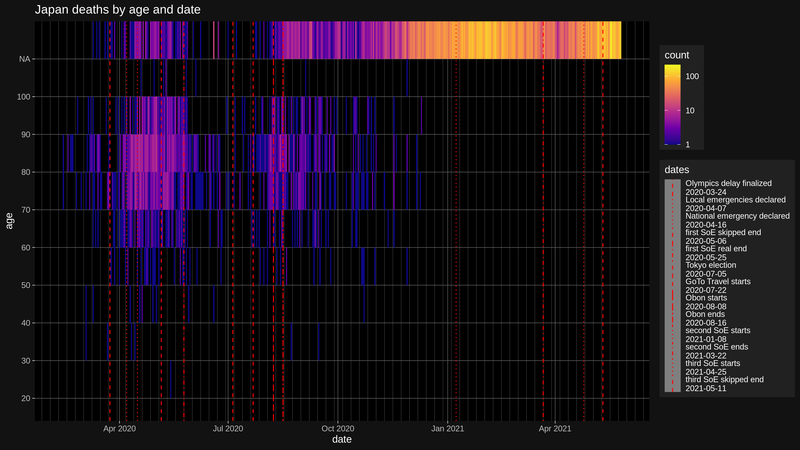 Japan deaths by age and date
NA
100
90
80
70
60
50
40
30
20
age
Apr 2020
Jul 2020
Oct 2020
Jan 2021
Apr 2021
date
count
100
10
1
dates
Olympics delay finalized
2020-03-24
Local emergencies declared
2020-04-07
National emergency declared
2020-04-16
first SoE skipped end
2020-05-06
first SoE real end
2020-05-25
Tokyo election
2020-07-05
GoTo Travel starts
2020-07-22
Obon starts
2020-08-08
Obon ends
2020-08-16
second SoE starts
2021-01-08
second SoE ends
2021-03-22
third SoE starts
2021-04-25
third SoE skipped end
2021-05-11